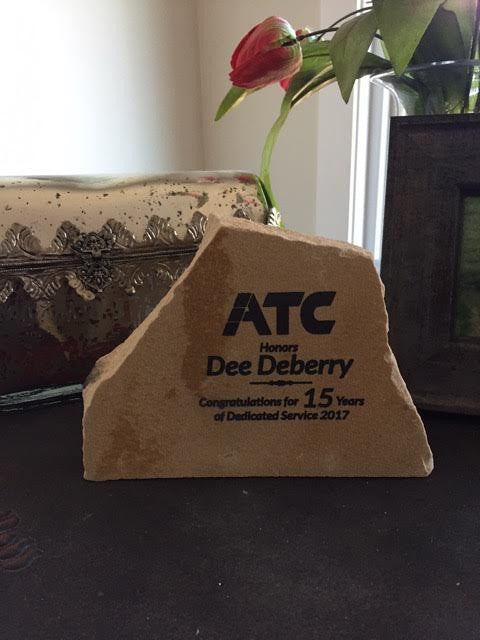 ATC
Honors
Dee Deberry
Congratulations for 15 Years
of Dedicated Service 2017